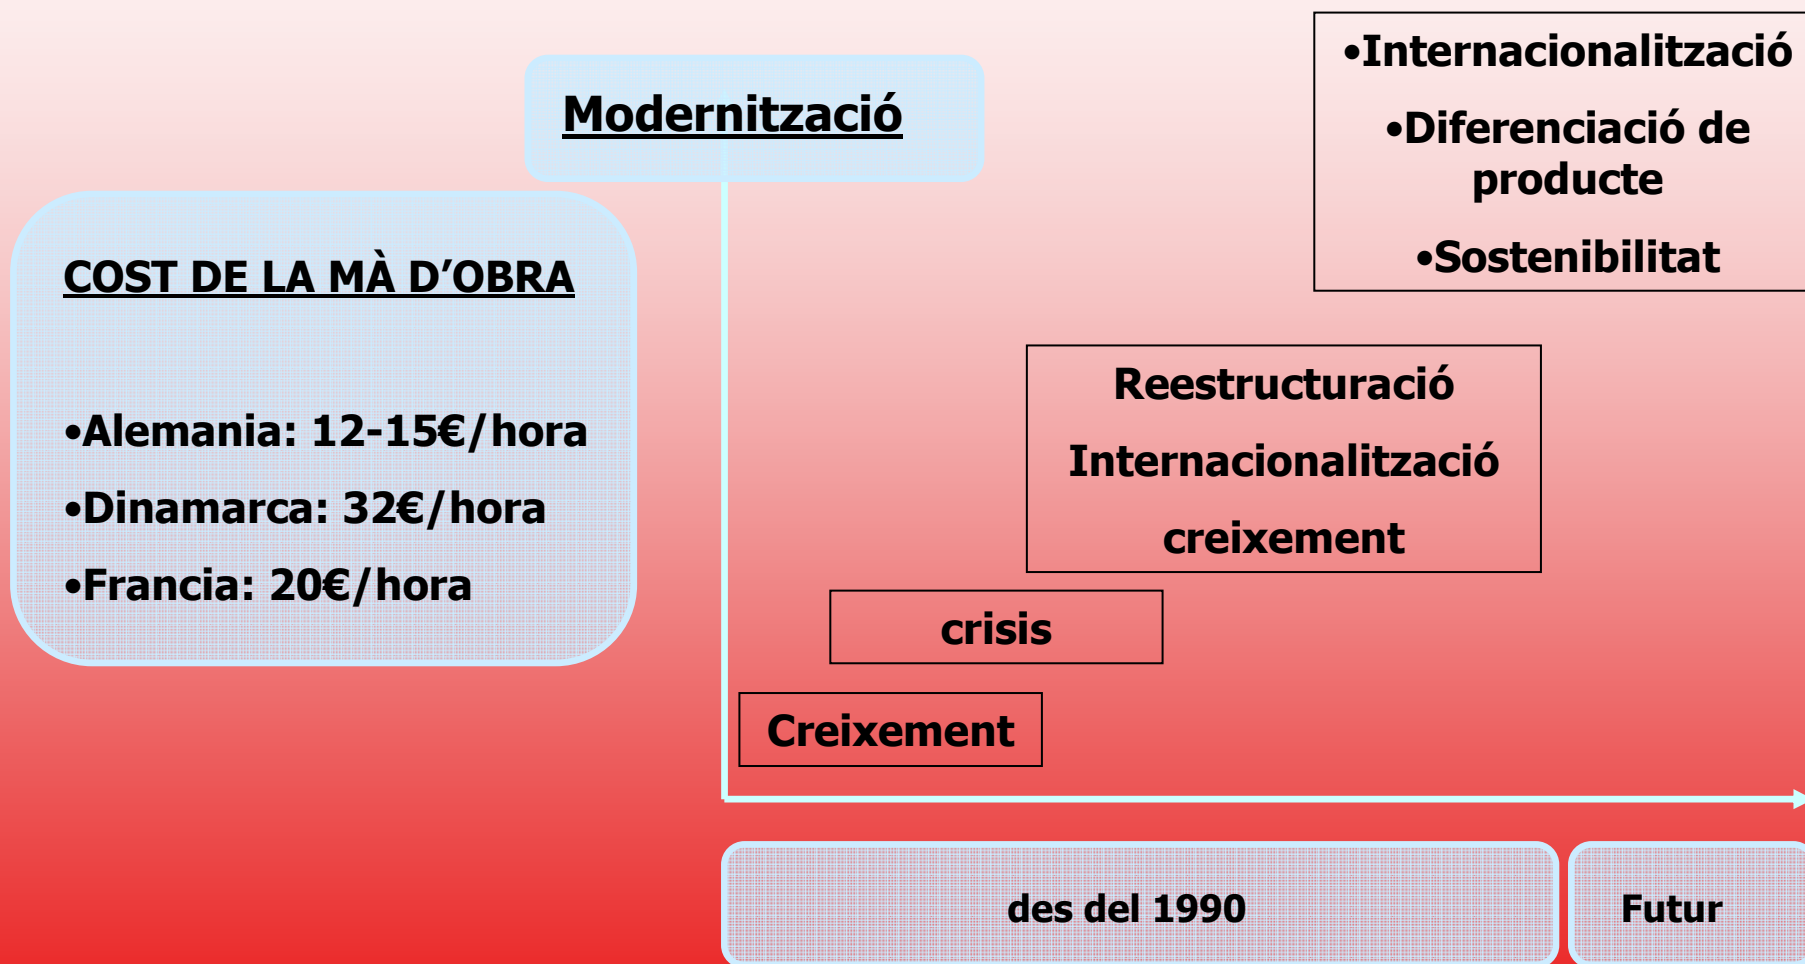 Modernització
COST DE LA MÀ D’OBRA
•Alemania: 12-15€/hora
•Dinamarca: 32€/hora
•Francia: 20€/hora
•Internacionalització
•Diferenciació de
producte
•Sostenibilitat
Reestructuració
Internacionalització
creixement
crisis
Creixement
des del 1990
Futur